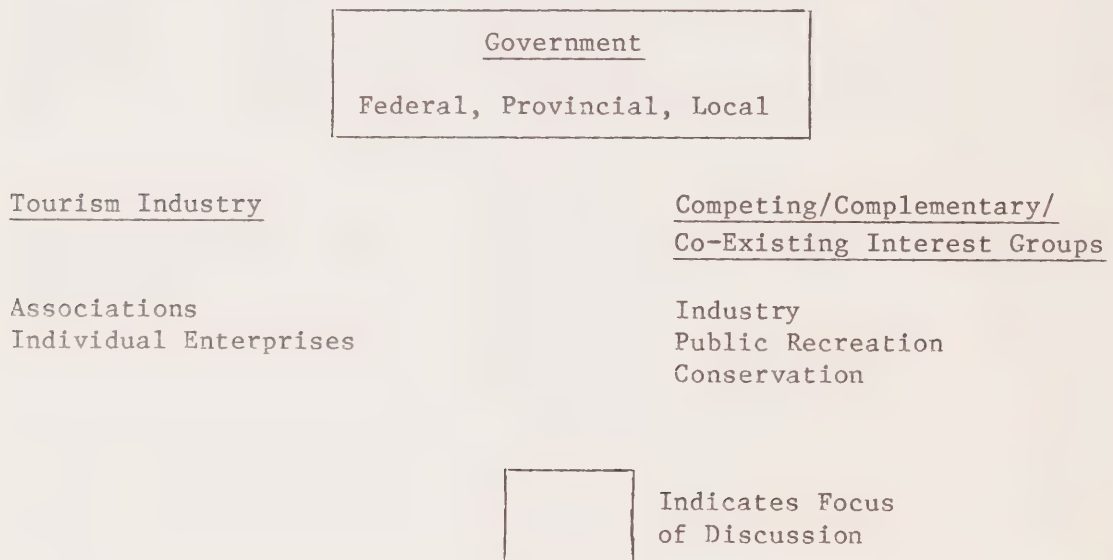 Government
Federal, Provincial, Local
Tourism Industry
Associations
Individual Enterprises
Competing/Complementary/
Co-Existing Interest Groups
Industry
Public Recreation
Conservation
Indicates Focus
of Discussion